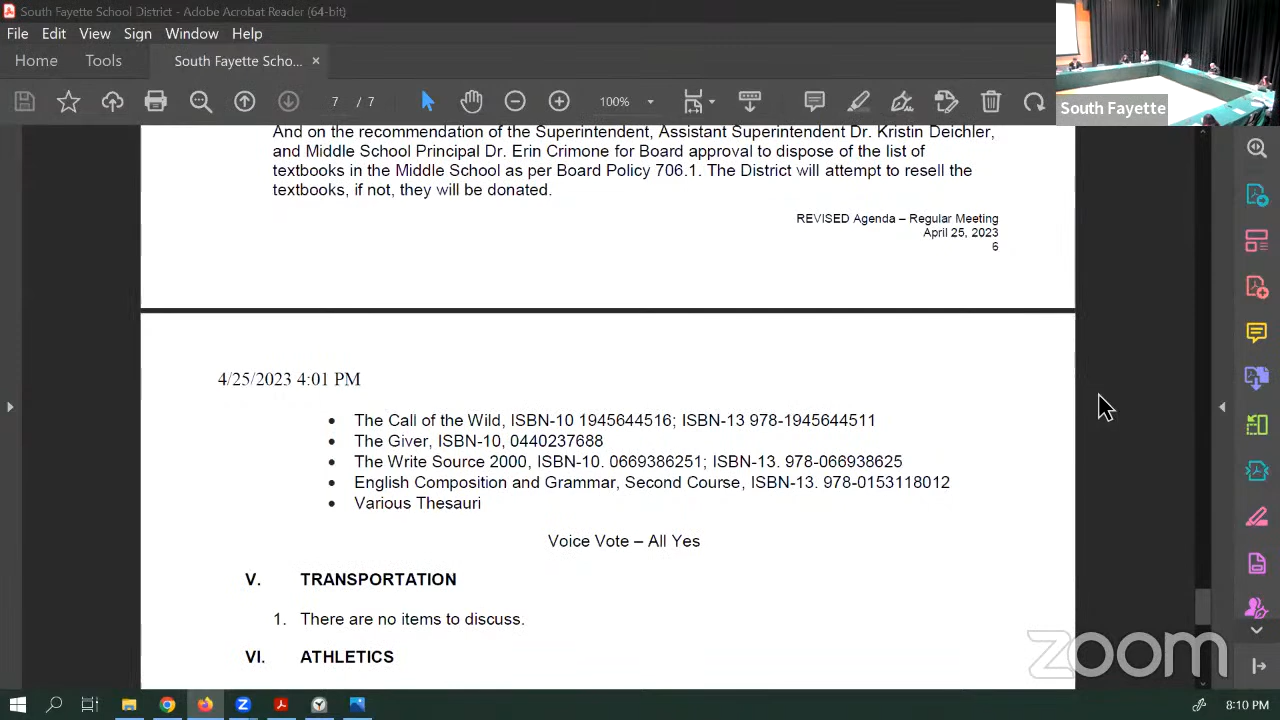 South Fayette School District - Adobe Acrobat Reader (64-bit)
File Edit View Sign Window Help
Home Tools South Fayette Scho... ×
7 / 7 100%
South Fayette
And on the recommendation of the Superintendent, Assistant Superintendent Dr. Kristin Deichler,
and Middle School Principal Dr. Erin Crimone for Board approval to dispose of the list of
textbooks in the Middle School as per Board Policy 706.1. The District will attempt to resell the
textbooks, if not, they will be donated.
REVISED Agenda – Regular Meeting
April 25, 2023
6
4/25/2023 4:01 PM
• The Call of the Wild, ISBN-10 1945644516; ISBN-13 978-1945644511
• The Giver, ISBN-10, 0440237688
• The Write Source 2000, ISBN-10. 0669386251; ISBN-13. 978-066938625
• English Composition and Grammar, Second Course, ISBN-13. 978-0153118012
• Various Thesauri
Voice Vote – All Yes
V. TRANSPORTATION
1. There are no items to discuss.
VI. ATHLETICS
zoom
8:10 PM